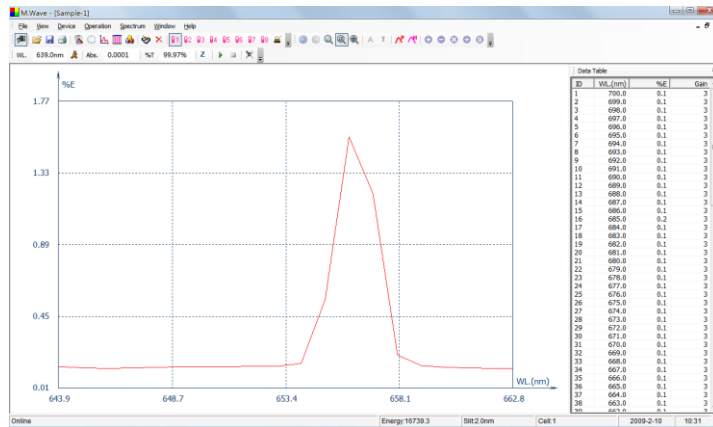 M.Wave - [Sample-1]
File View Device Operation Spectrum Window Help
WL. 639.0nm Abs. 0.0001 %T 99.97% Z
%E
1.77
1.33
0.89
0.45
0.01
643.9 648.7 653.4 658.1 662.8
WL.(nm)
Data Table
ID WL.(nm) %E Gain
1 700.0 0.1 3
2 699.0 0.1 3
3 698.0 0.1 3
4 697.0 0.1 3
5 696.0 0.1 3
6 695.0 0.1 3
7 694.0 0.1 3
8 693.0 0.1 3
9 692.0 0.1 3
10 691.0 0.1 3
11 690.0 0.1 3
12 689.0 0.1 3
13 688.0 0.1 3
14 687.0 0.1 3
15 686.0 0.1 3
16 685.0 0.2 3
17 684.0 0.1 3
18 683.0 0.1 3
19 682.0 0.1 3
20 681.0 0.1 3
21 680.0 0.1 3
22 679.0 0.1 3
23 678.0 0.1 3
24 677.0 0.1 3
25 676.0 0.1 3
26 675.0 0.1 3
27 674.0 0.1 3
28 673.0 0.1 3
29 672.0 0.1 3
30 671.0 0.1 3
31 670.0 0.1 3
32 669.0 0.1 3
33 668.0 0.1 3
34 667.0 0.1 3
35 666.0 0.1 3
36 665.0 0.1 3
37 664.0 0.1 3
38 663.0 0.1 3
Online Energy:16739.3 Slit:2.0nm Cell:1 2009-2-10 10:31